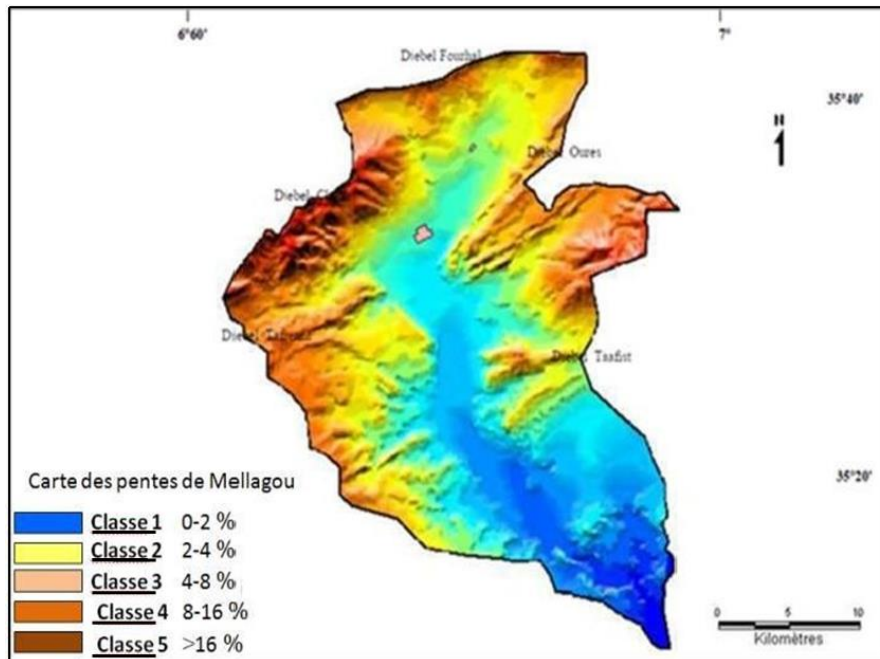 6°60'
7°
Djebel Fourhal
35°40'
N
Djebel Oures
Djebel
Djebel
Djebel Taafist
35°20'
Carte des pentes de Mellagou
Classe 1 0-2 %
Classe 2 2-4 %
Classe 3 4-8 %
Classe 4 8-16 %
Classe 5 >16 %
0 5 10
Kilomètres